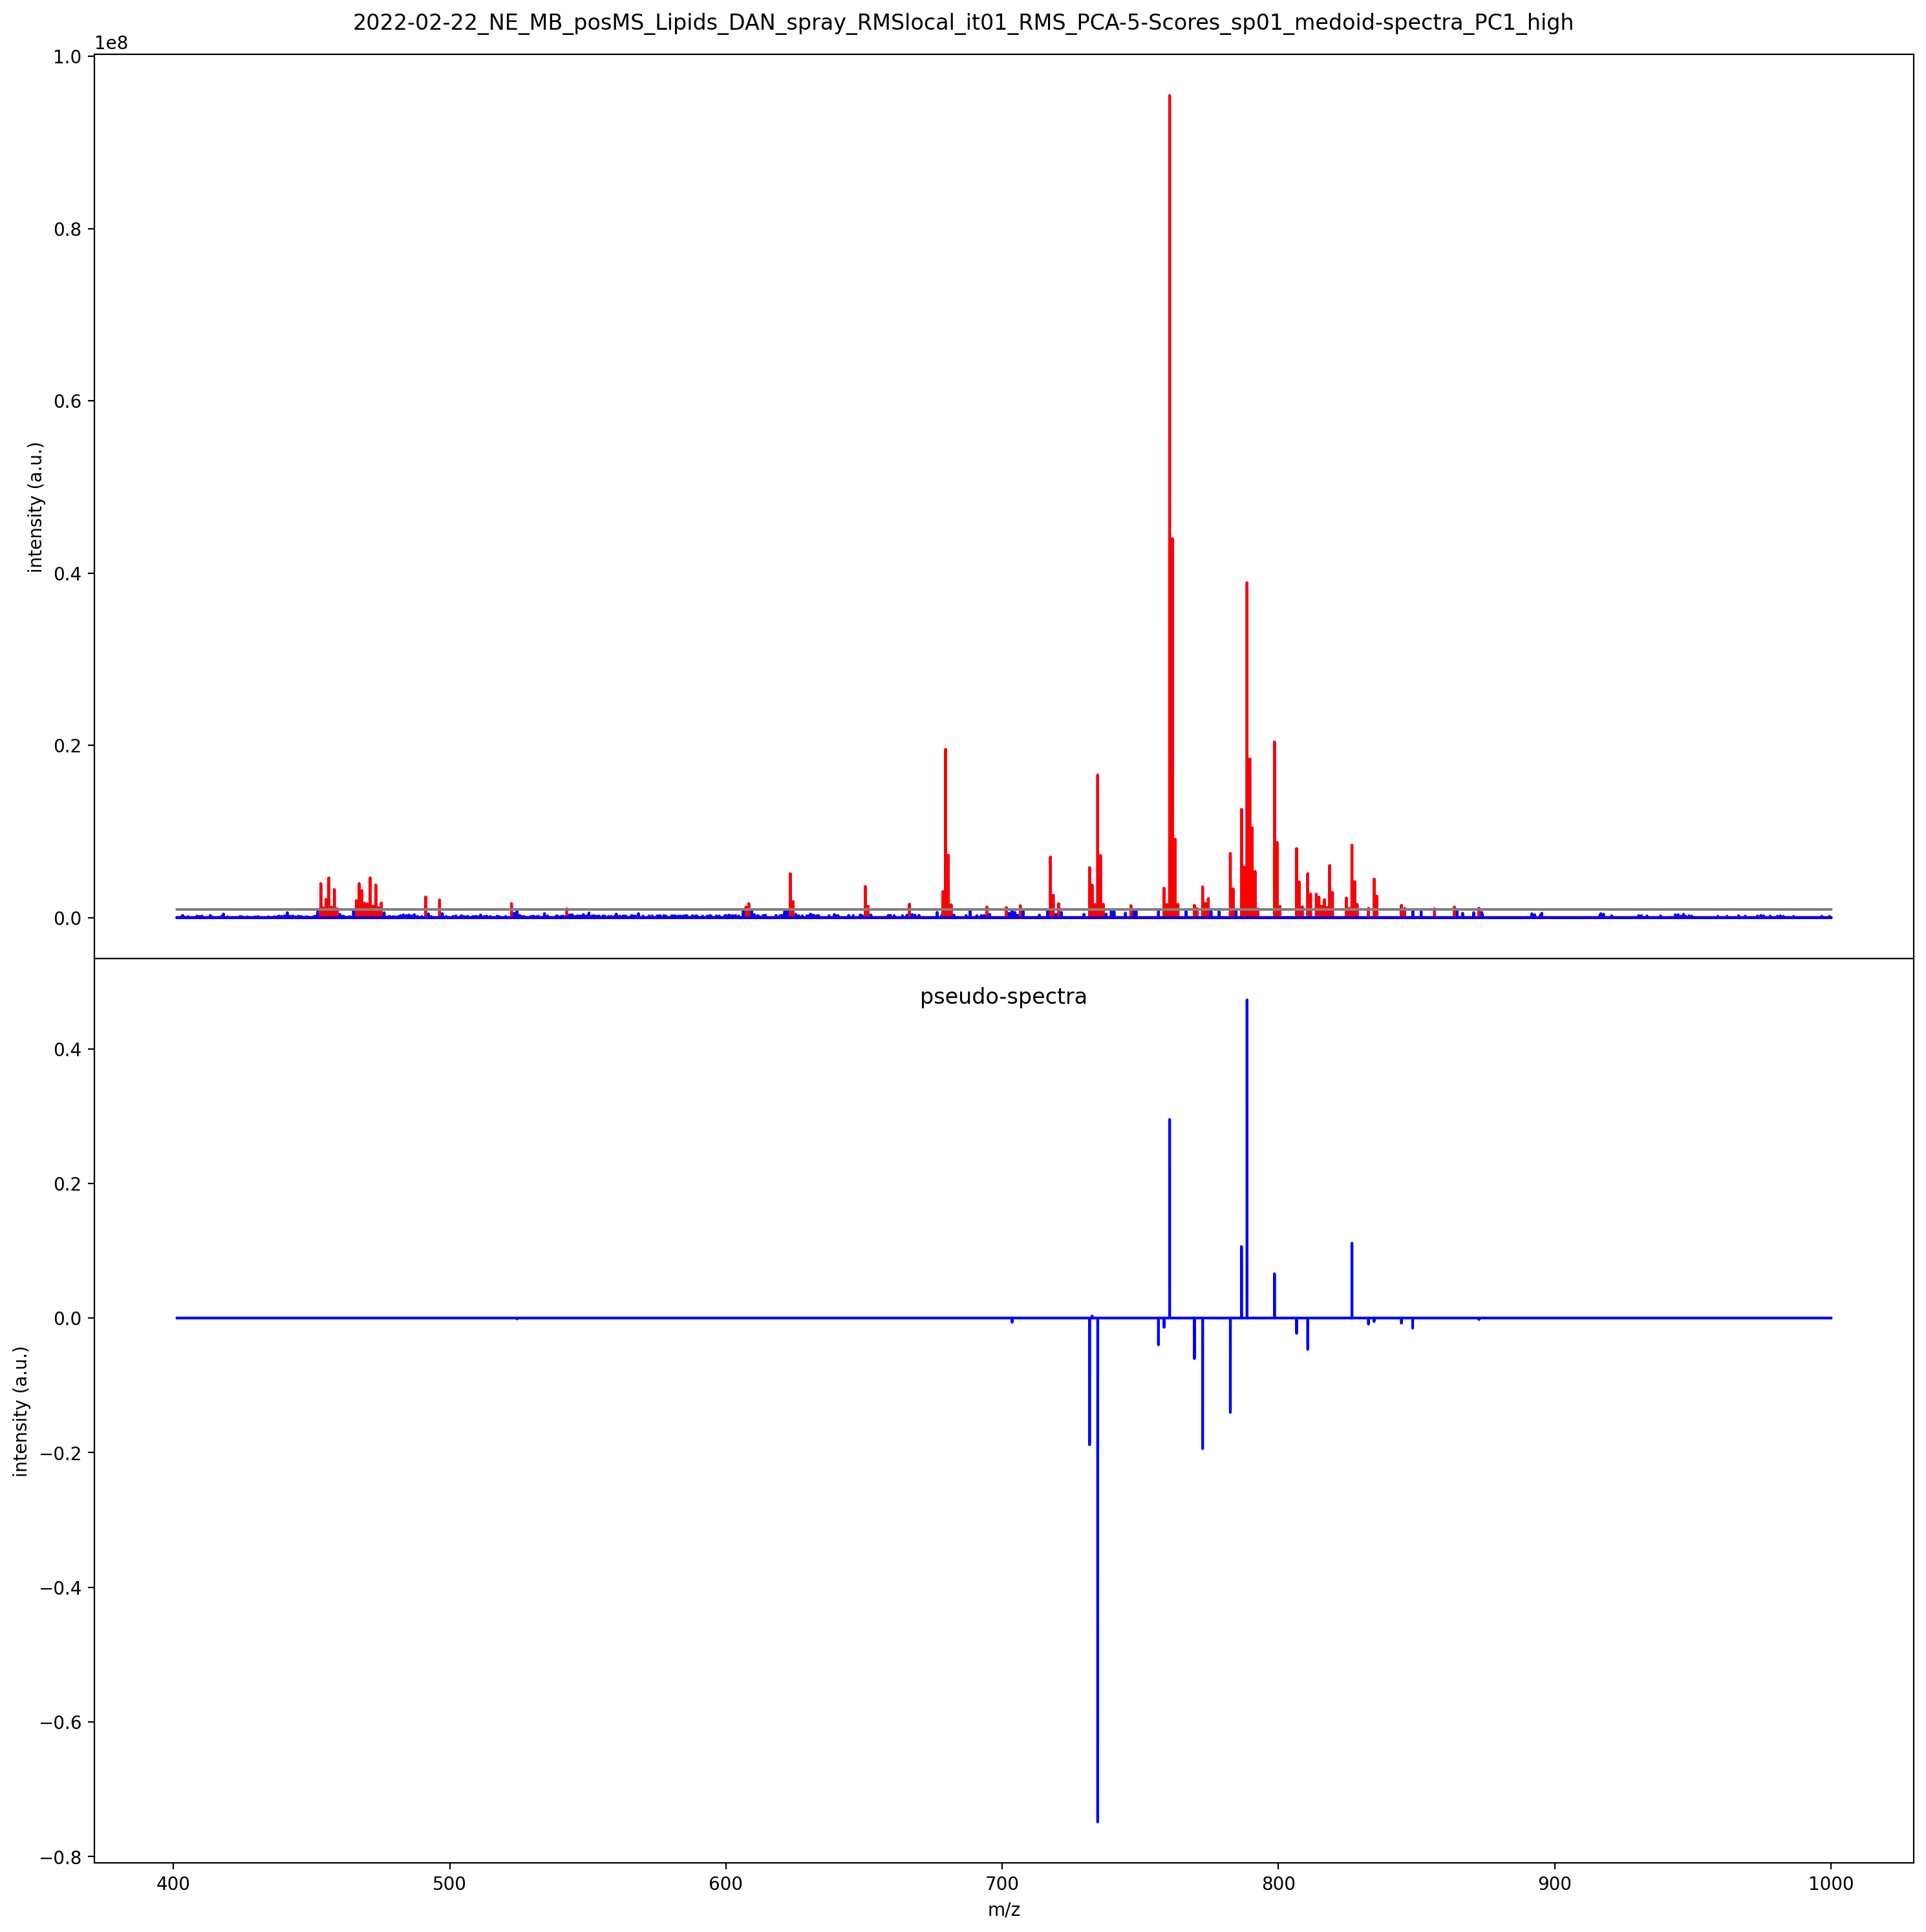 2022-02-22_NE_MB_posMS_Lipids_DAN_spray_RMSlocal_it01_RMS_PCA-5-Scores_sp01_medoid-spectra_PC1_high
1e8
1.0
0.8
0.6
0.4
0.2
0.0
intensity (a.u.)
pseudo-spectra
0.4
0.2
0.0
−0.2
−0.4
−0.6
−0.8
intensity (a.u.)
400 500 600 700 800 900 1000
m/z